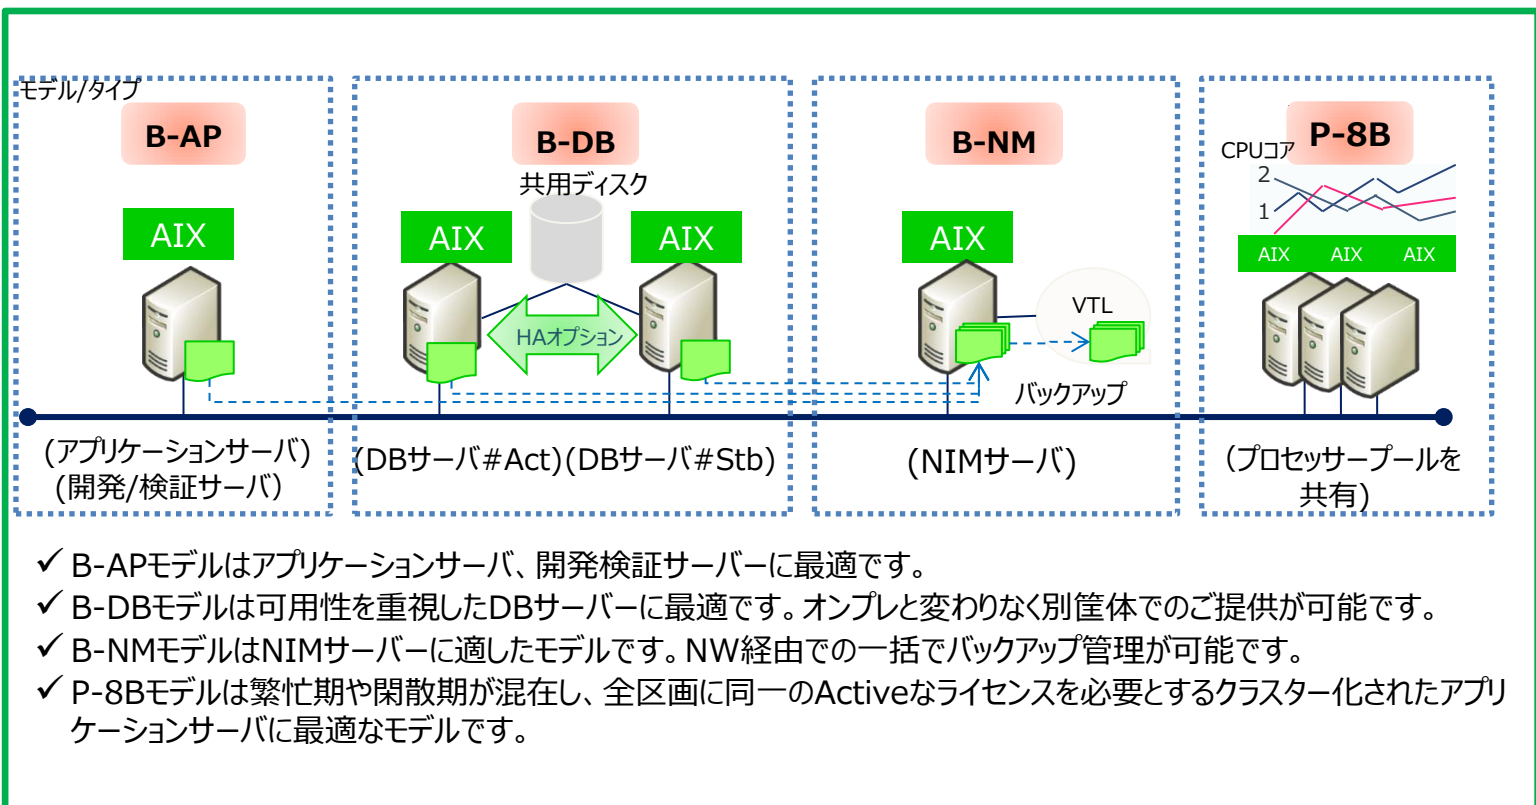 モデル/タイプ
B-AP
AIX
(アプリケーションサーバ)
(開発/検証サーバ)
B-DB
共用ディスク
AIX
AIX
HAオプション
(DBサーバ#Act)(DBサーバ#Stb)
B-NM
AIX
VTL
バックアップ
(NIMサーバ)
P-8B
CPUコア
2
1
AIX AIX AIX
(プロセッサープールを
共有)
✓ B-APモデルはアプリケーションサーバ、開発検証サーバーに最適です。
✓ B-DBモデルは可用性を重視したDBサーバーに最適です。オンプレと変わりなく別筐体でのご提供が可能です。
✓ B-NMモデルはNIMサーバーに適したモデルです。NW経由での一括でバックアップ管理が可能です。
✓ P-8Bモデルは繁忙期や閑散期が混在し、全区画に同一のActiveなライセンスを必要とするクラスター化されたアプリ
ケーションサーバに最適なモデルです。